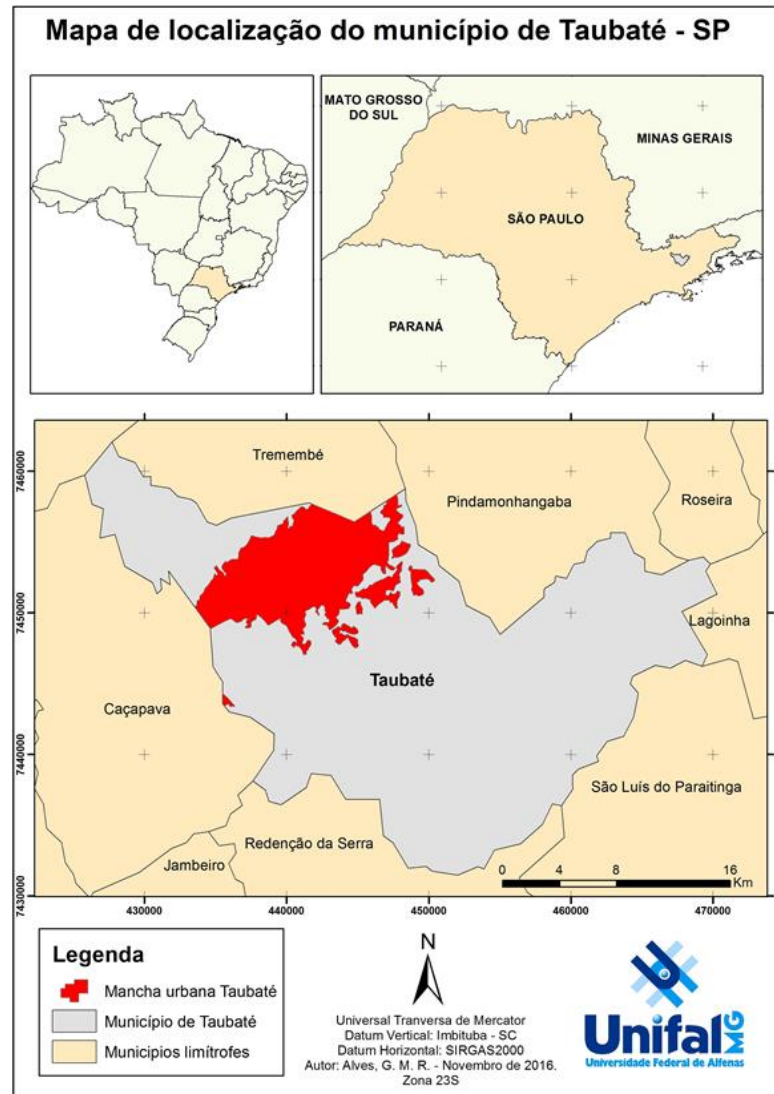 Mapa de localização do município de Taubaté - SP
MATO GROSSO
DO SUL
MINAS GERAIS
SÃO PAULO
PARANÁ
7460000
7450000
7440000
7430000
Tremembé
Pindamonhangaba
Roseira
Lagoinha
Taubaté
Caçapava
São Luís do Paraitinga
Redenção da Serra
Jambeiro
0 4 8 16
Km
430000 440000 450000 460000 470000
Legenda
Mancha urbana Taubaté
Município de Taubaté
Municipios limítrofes
N
Universal Tranversa de Mercator
Datum Vertical: Imbituba - SC
Datum Horizontal: SIRGAS2000
Autor: Alves, G. M. R. - Novembro de 2016.
Zona 23S
Unifal MG
Universidade Federal de Alfenas